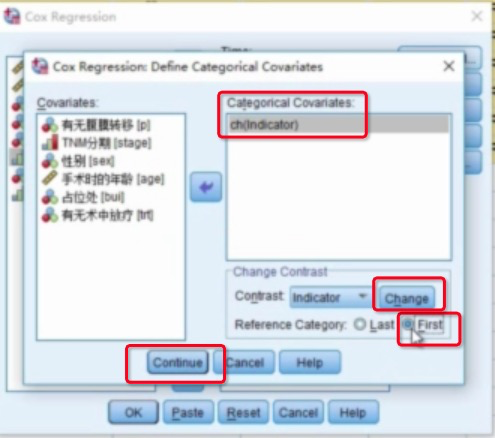 Cox Regression
Cox Regression: Define Categorical Covariates
Covariates:
有无腹膜转移 [p]
TNM分期 [stage]
性别 [sex]
手术时的年龄 [age]
占位处 [bui]
有无术中放疗 [trt]
Categorical Covariates:
ch(Indicator)
Change Contrast
Contrast: Indicator Change
Reference Category: Last First
Continue Cancel Help
OK Paste Reset Cancel Help